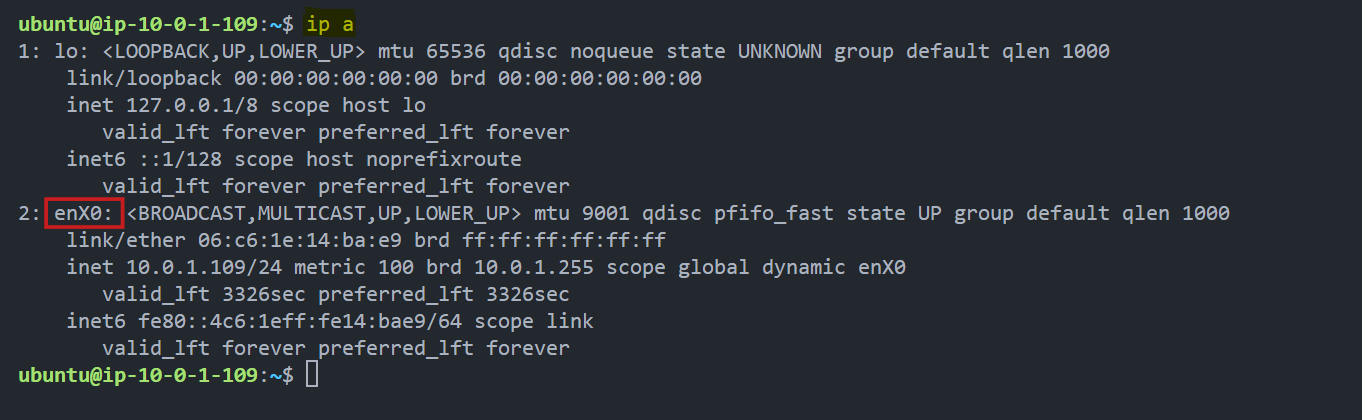 ubuntu@ip-10-0-1-109:~$ ip a
1: lo: <LOOPBACK,UP,LOWER_UP> mtu 65536 qdisc noqueue state UNKNOWN group default qlen 1000
    link/loopback 00:00:00:00:00:00 brd 00:00:00:00:00:00
    inet 127.0.0.1/8 scope host lo
       valid_lft forever preferred_lft forever
    inet6 ::1/128 scope host noprefixroute
       valid_lft forever preferred_lft forever
2: enX0: <BROADCAST,MULTICAST,UP,LOWER_UP> mtu 9001 qdisc pfifo_fast state UP group default qlen 1000
    link/ether 06:c6:1e:14:ba:e9 brd ff:ff:ff:ff:ff:ff
    inet 10.0.1.109/24 metric 100 brd 10.0.1.255 scope global dynamic enX0
       valid_lft 3326sec preferred_lft 3326sec
    inet6 fe80::4c6:1eff:fe14:bae9/64 scope link
       valid_lft forever preferred_lft forever
ubuntu@ip-10-0-1-109:~$